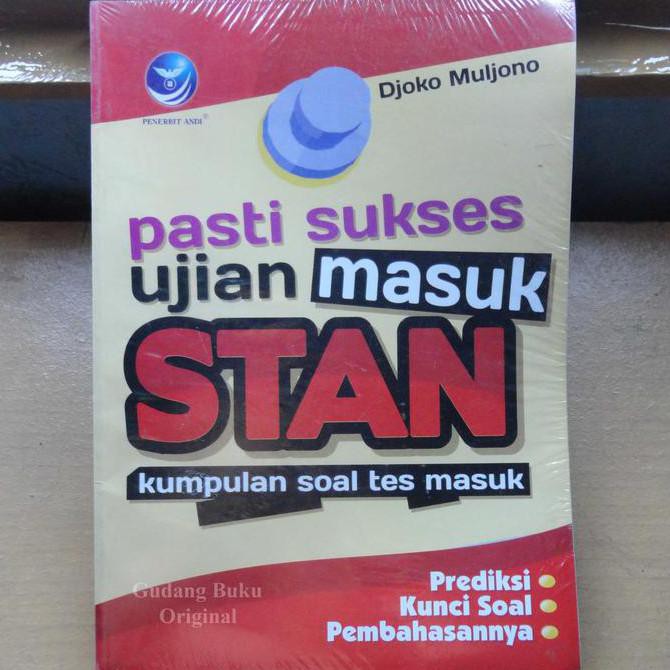 PENERBIT ANDI®
Djoko Muljono
pasti sukses
ujian masuk
STAN
kumpulan soal tes masuk
Gudang Buku
Original
Prediksi
Kunci Soal
Pembahasannya